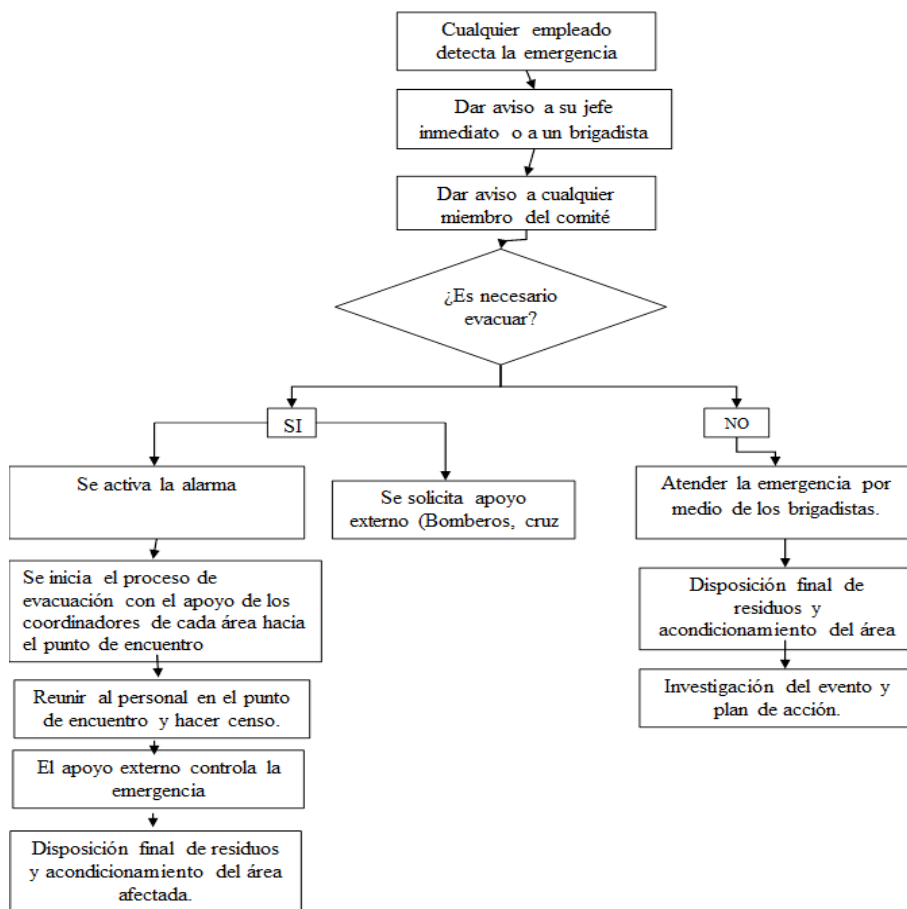 Cualquier empleado
detecta la emergencia
Dar aviso a su jefe
inmediato o a un brigadista
Dar aviso a cualquier
miembro del comité
¿Es necesario
evacuar?
SI
NO
Se activa la alarma
Se solicita apoyo
externo (Bomberos, cruz
Atender la emergencia por
medio de los brigadistas.
Se inicia el proceso de
evacuación con el apoyo de los
coordinadores de cada área hacia
el punto de encuentro
Disposición final de
residuos y
acondicionamiento del área
Reunir al personal en el punto
de encuentro y hacer censo.
Investigación del evento y
plan de acción.
El apoyo externo controla la
emergencia
Disposición final de residuos
y acondicionamiento del área
afectada.